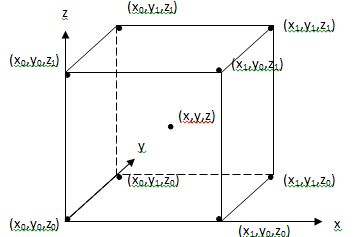 (x₀,y₁,z₁)
z
(x₁,y₁,z₁)
(x₀,y₀,z₁)
(x₁,y₀,z₁)
(x,y,z)
y
(x₀,y₁,z₀)
(x₁,y₁,z₀)
(x₀,y₀,z₀)
x
(x₁,y₀,z₀)